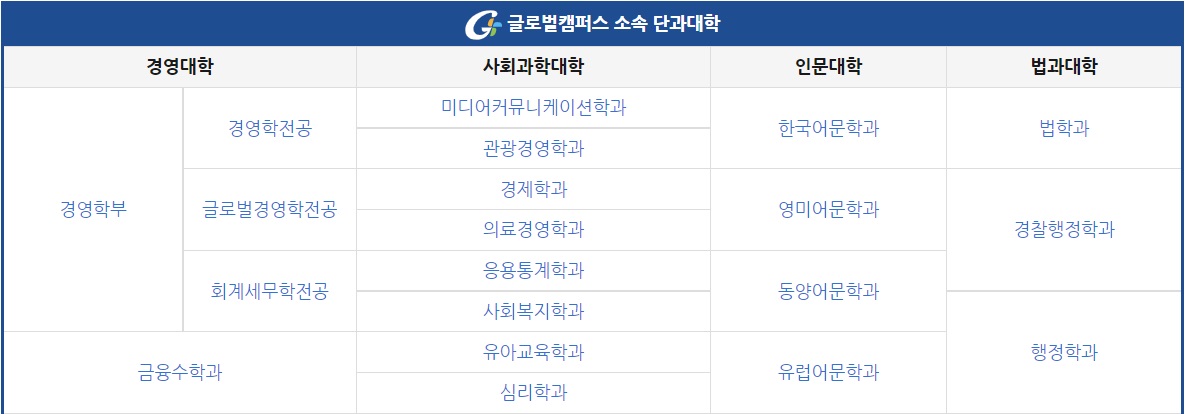 글로벌캠퍼스 소속 단과대학
경영대학 사회과학대학 인문대학 법과대학
경영학부
경영학전공
글로벌경영학전공
회계세무학전공
금융수학과
미디어커뮤니케이션학과
관광경영학과
경제학과
의료경영학과
응용통계학과
사회복지학과
유아교육학과
심리학과
한국어문학과
영미어문학과
동양어문학과
유럽어문학과
법학과
경찰행정학과
행정학과